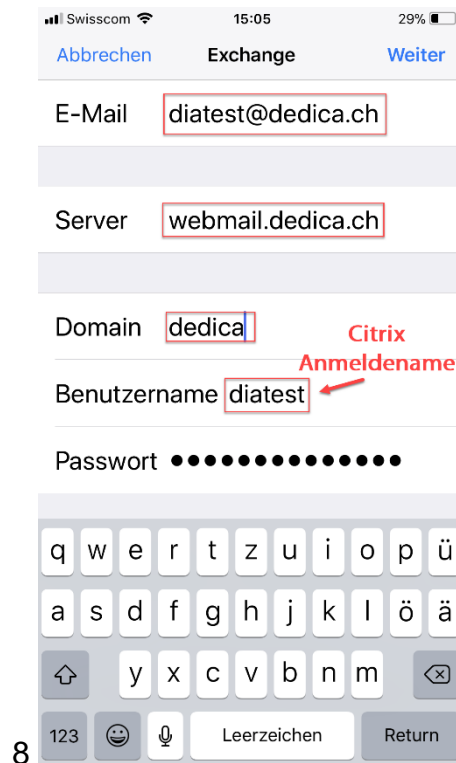 Swisscom 15:05 29%
Abbrechen Exchange Weiter
E-Mail diatest@dedica.ch
Server webmail.dedica.ch
Domain dedica
Citrix
Anmeldename
Benutzername diatest
Passwort ●●●●●●●●●●●●●●
q w e r t z u i o p ü
a s d f g h j k l ö ä
y x c v b n m
123 Leerzeichen Return
8